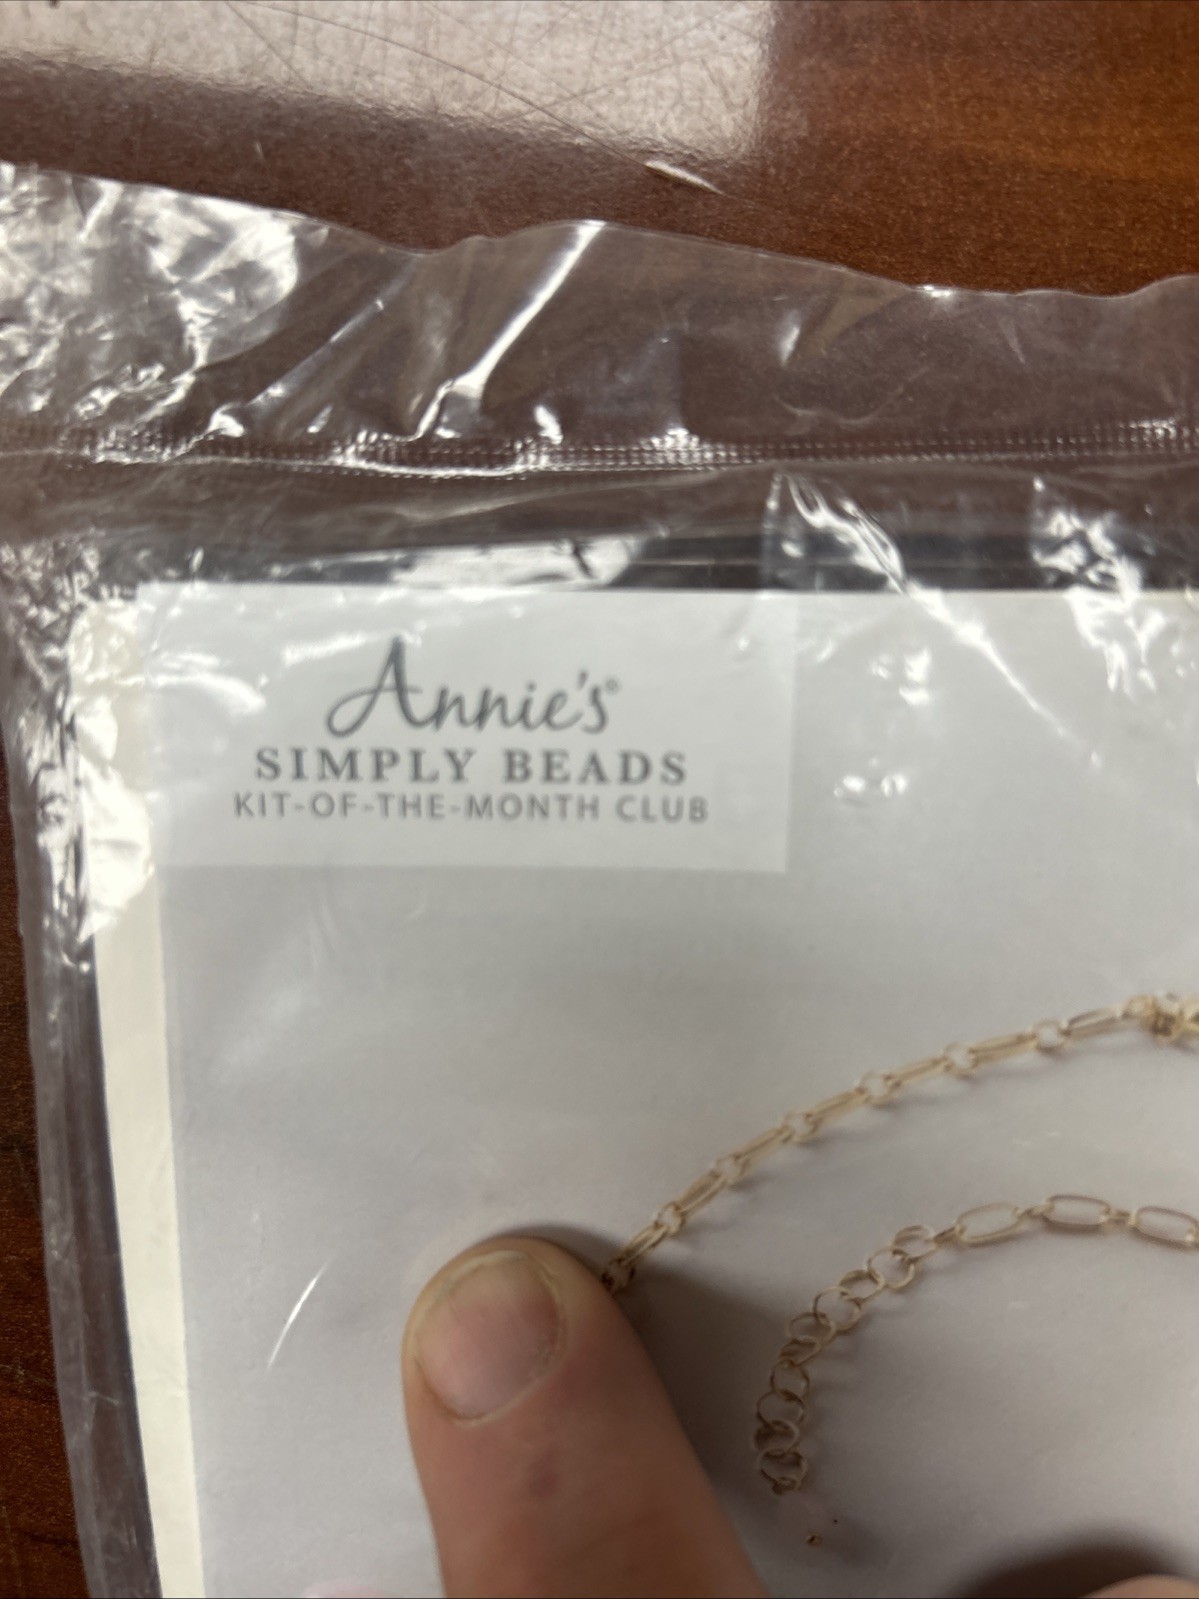 Annie's®
SIMPLY BEADS
KIT-OF-THE-MONTH CLUB